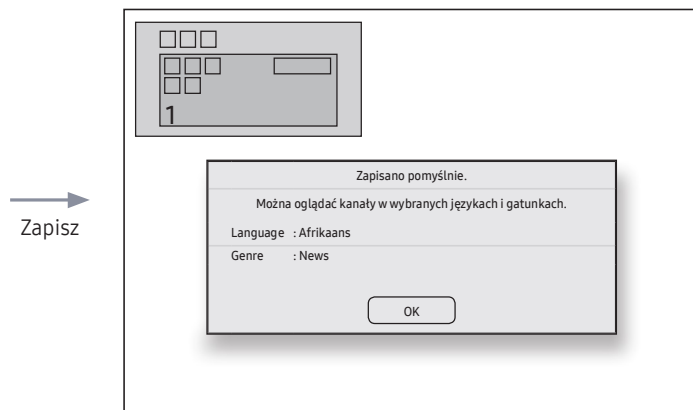 □□□
□□□
□□
1
Zapisz
Zapisano pomyślnie.
Można oglądać kanały w wybranych językach i gatunkach.
Language : Afrikaans
Genre : News
OK